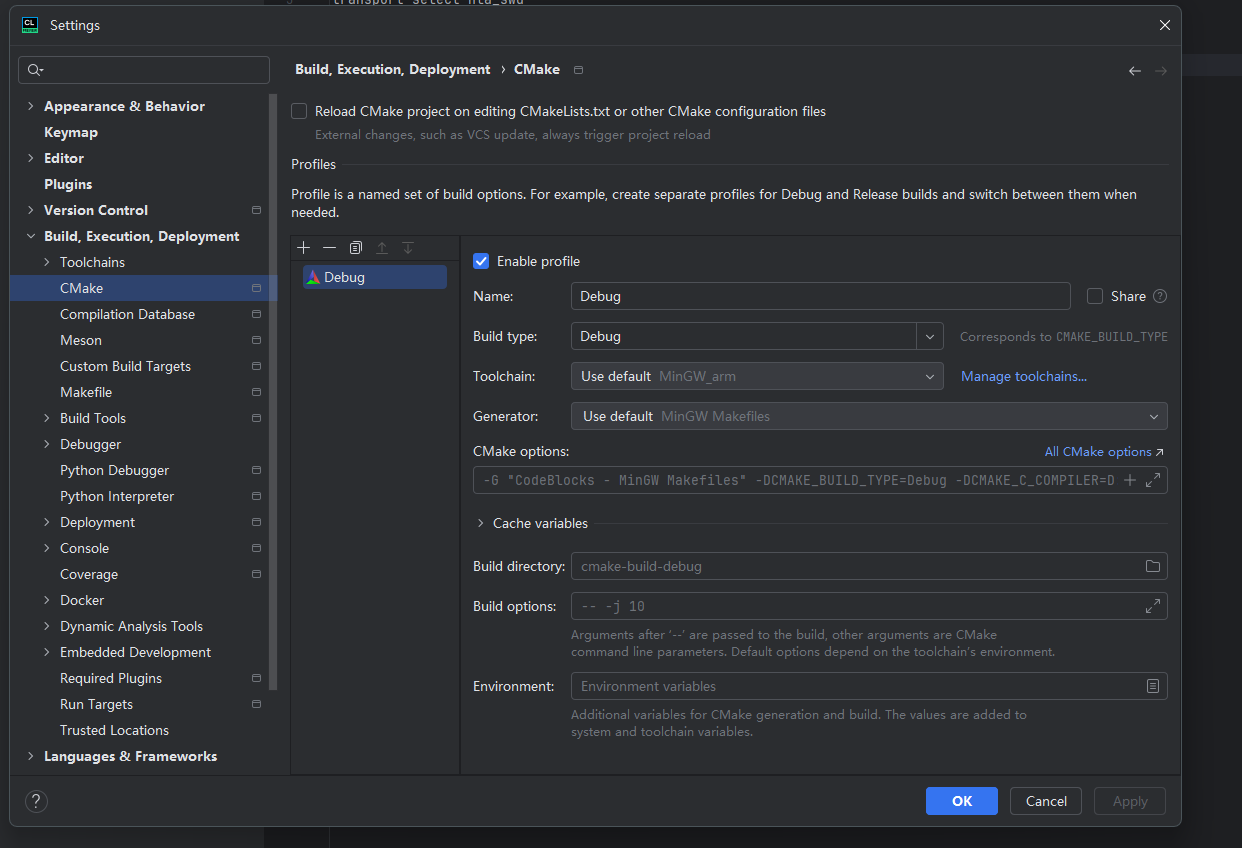 transport select hla_swd
CL
Settings
Build, Execution, Deployment › CMake
Appearance & Behavior
Keymap
Editor
Plugins
Version Control
Build, Execution, Deployment
Toolchains
CMake
Compilation Database
Meson
Custom Build Targets
Makefile
Build Tools
Debugger
Python Debugger
Python Interpreter
Deployment
Console
Coverage
Docker
Dynamic Analysis Tools
Embedded Development
Required Plugins
Run Targets
Trusted Locations
Languages & Frameworks
Reload CMake project on editing CMakeLists.txt or other CMake configuration files
External changes, such as VCS update, always trigger project reload
Profiles
Profile is a named set of build options. For example, create separate profiles for Debug and Release builds and switch between them when
needed.
Debug
Enable profile
Name: Debug Share ?
Build type: Debug Corresponds to CMAKE_BUILD_TYPE
Toolchain: Use default MinGW_arm Manage toolchains...
Generator: Use default MinGW Makefiles
CMake options: All CMake options ↗
-G "CodeBlocks - MinGW Makefiles" -DCMAKE_BUILD_TYPE=Debug -DCMAKE_C_COMPILER=D
Cache variables
Build directory: cmake-build-debug
Build options: -- -j 10
Arguments after '--' are passed to the build, other arguments are CMake
command line parameters. Default options depend on the toolchain's environment.
Environment: Environment variables
Additional variables for CMake generation and build. The values are added to
system and toolchain variables.
? OK Cancel Apply